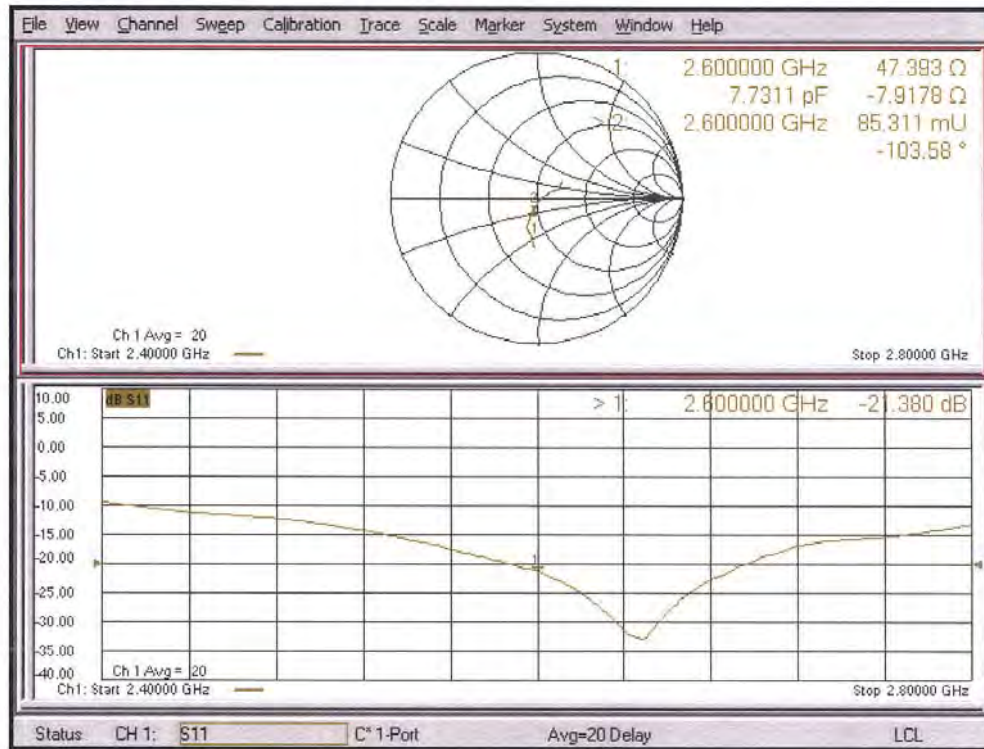 File View Channel Sweep Calibration Trace Scale Marker System Window Help
1: 2.600000 GHz 47.393 Ω
7.7311 pF -7.9178 Ω
> 2: 2.600000 GHz 85.311 mU
-103.58 °
2
1
Ch 1 Avg = 20
Ch1: Start 2.40000 GHz
Stop 2.80000 GHz
10.00 dB S11 > 1: 2.600000 GHz -21.380 dB
5.00
0.00
-5.00
-10.00
-15.00
-20.00
1
-25.00
-30.00
-35.00
-40.00
Ch 1 Avg = 20
Ch1: Start 2.40000 GHz
Stop 2.80000 GHz
Status CH 1: S11 C* 1-Port Avg=20 Delay LCL